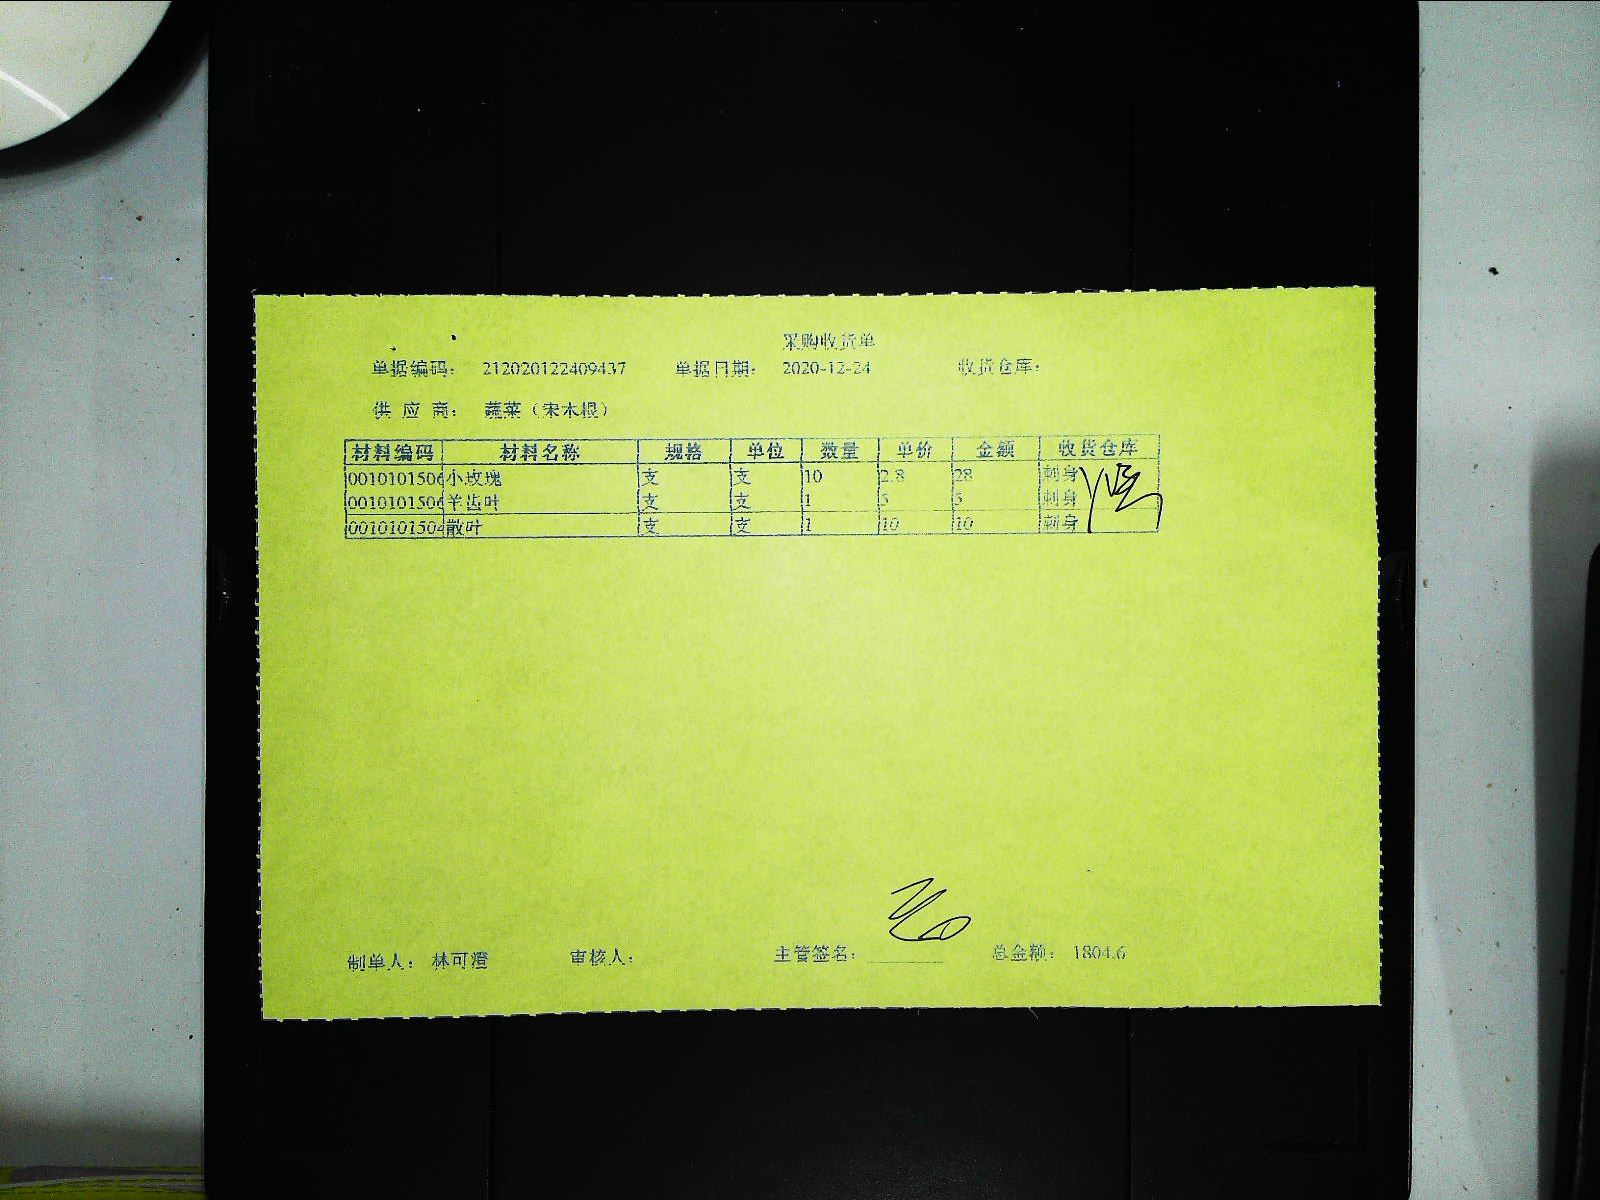 采购收货单
单据编码： 212020122409437 单据日期： 2020-12-24 收货仓库：
供 应 商： 蔬菜（宋木根）
材料编码 材料名称 规格 单位 数量 单价 金额 收货仓库
0010101506 小玫瑰 支 支 10 2.8 28 刺身
0010101506 羊齿叶 支 支 1 5 5 刺身
0010101504 散叶 支 支 1 10 10 刺身
制单人： 林可澄 审核人： 主管签名： 总金额： 1804.6